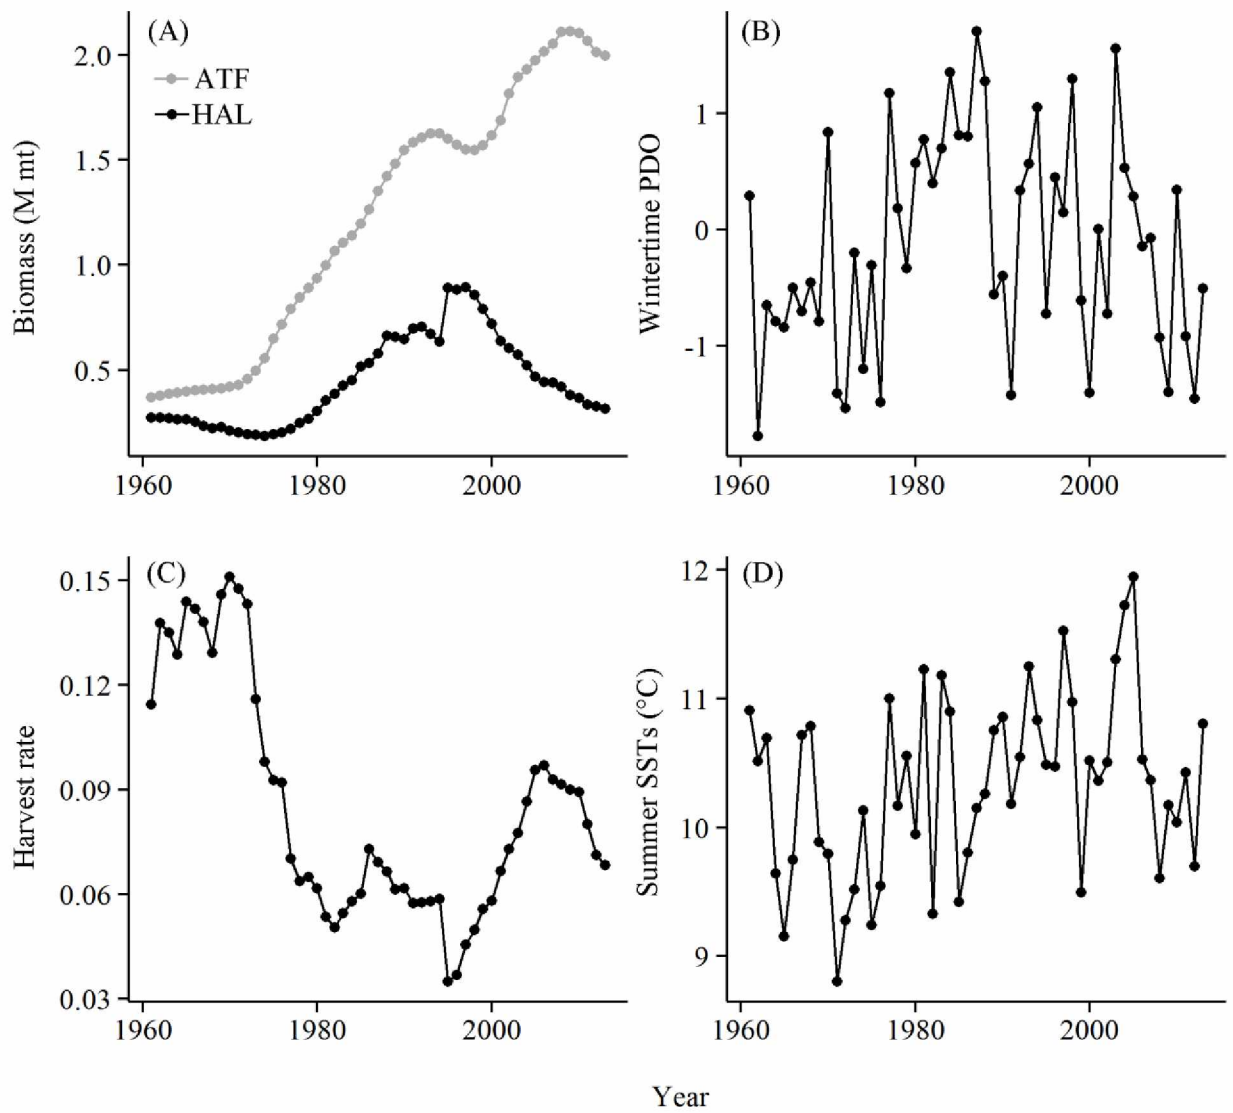 (A)
ATF
HAL
Biomass (M mt)
2.0
1.5
1.0
0.5
1960 1980 2000
(B)
Wintertime PDO
1
0
-1
1960 1980 2000
(C)
Harvest rate
0.15
0.12
0.09
0.06
0.03
1960 1980 2000
(D)
Summer SSTs (°C)
12
11
10
9
1960 1980 2000
Year